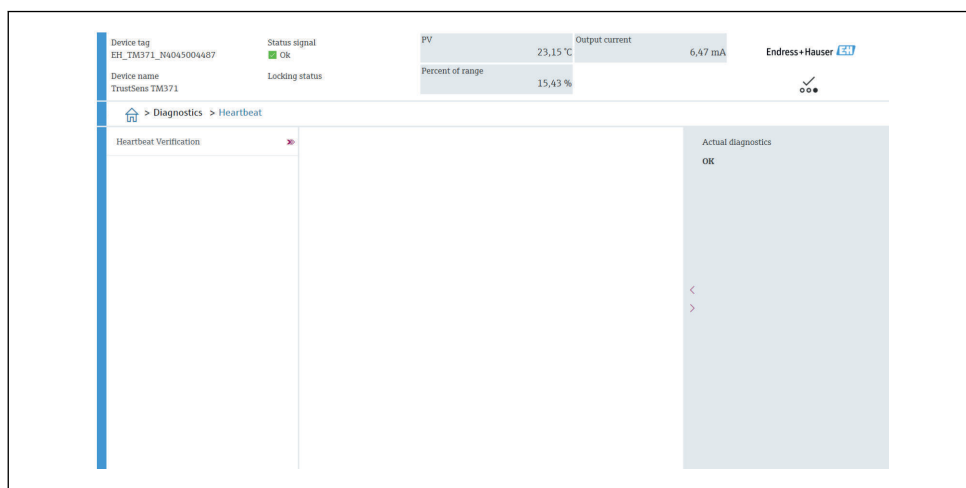 Device tag
EH_TM371_N4045004487
Status signal
Ok
PV
23,15 °C
Output current
6,47 mA
Endress+Hauser EH
Device name
TrustSens TM371
Locking status
Percent of range
15,43 %
> Diagnostics > Heartbeat
Heartbeat Verification
Actual diagnostics
OK